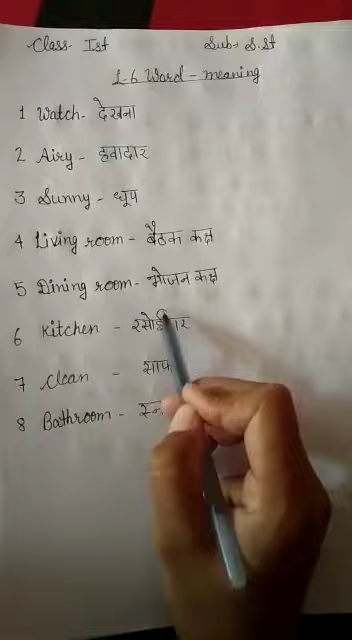 Class- Ist Sub- S.St
L-6 Word - meaning
1 Watch- देखना
2 Airy - हवादार
3 Sunny - धूप
4 Living room - बैठक कक्ष
5 Dining room- भोजन कक्ष
6 Kitchen - रसोईघर
7 Clean -
8 Bathroom -